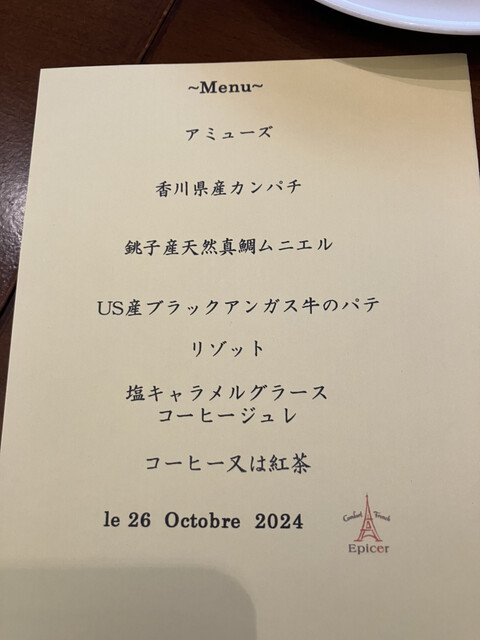 ~Menu~
アミューズ
香川県産カンパチ
銚子産天然真鯛ムニエル
US産ブラックアンガス牛のパテ
リゾット
塩キャラメルグラース
コーヒージュレ
コーヒー又は紅茶
le 26 Octobre 2024
Epicer